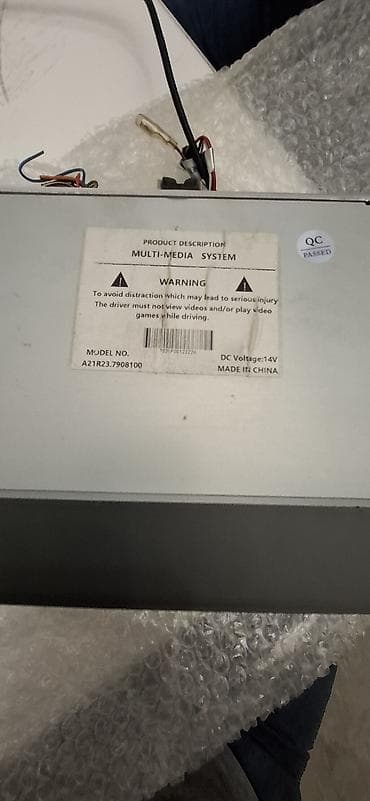 PRODUCT DESCRIPTION
MULTI-MEDIA SYSTEM
QC
PASSED
WARNING
To avoid distraction which may lead to serious injury
The driver must not view videos and/or play video
games while driving.
MODEL NO.
DC Voltage:14V
A21R23.7908100
MADE IN CHINA